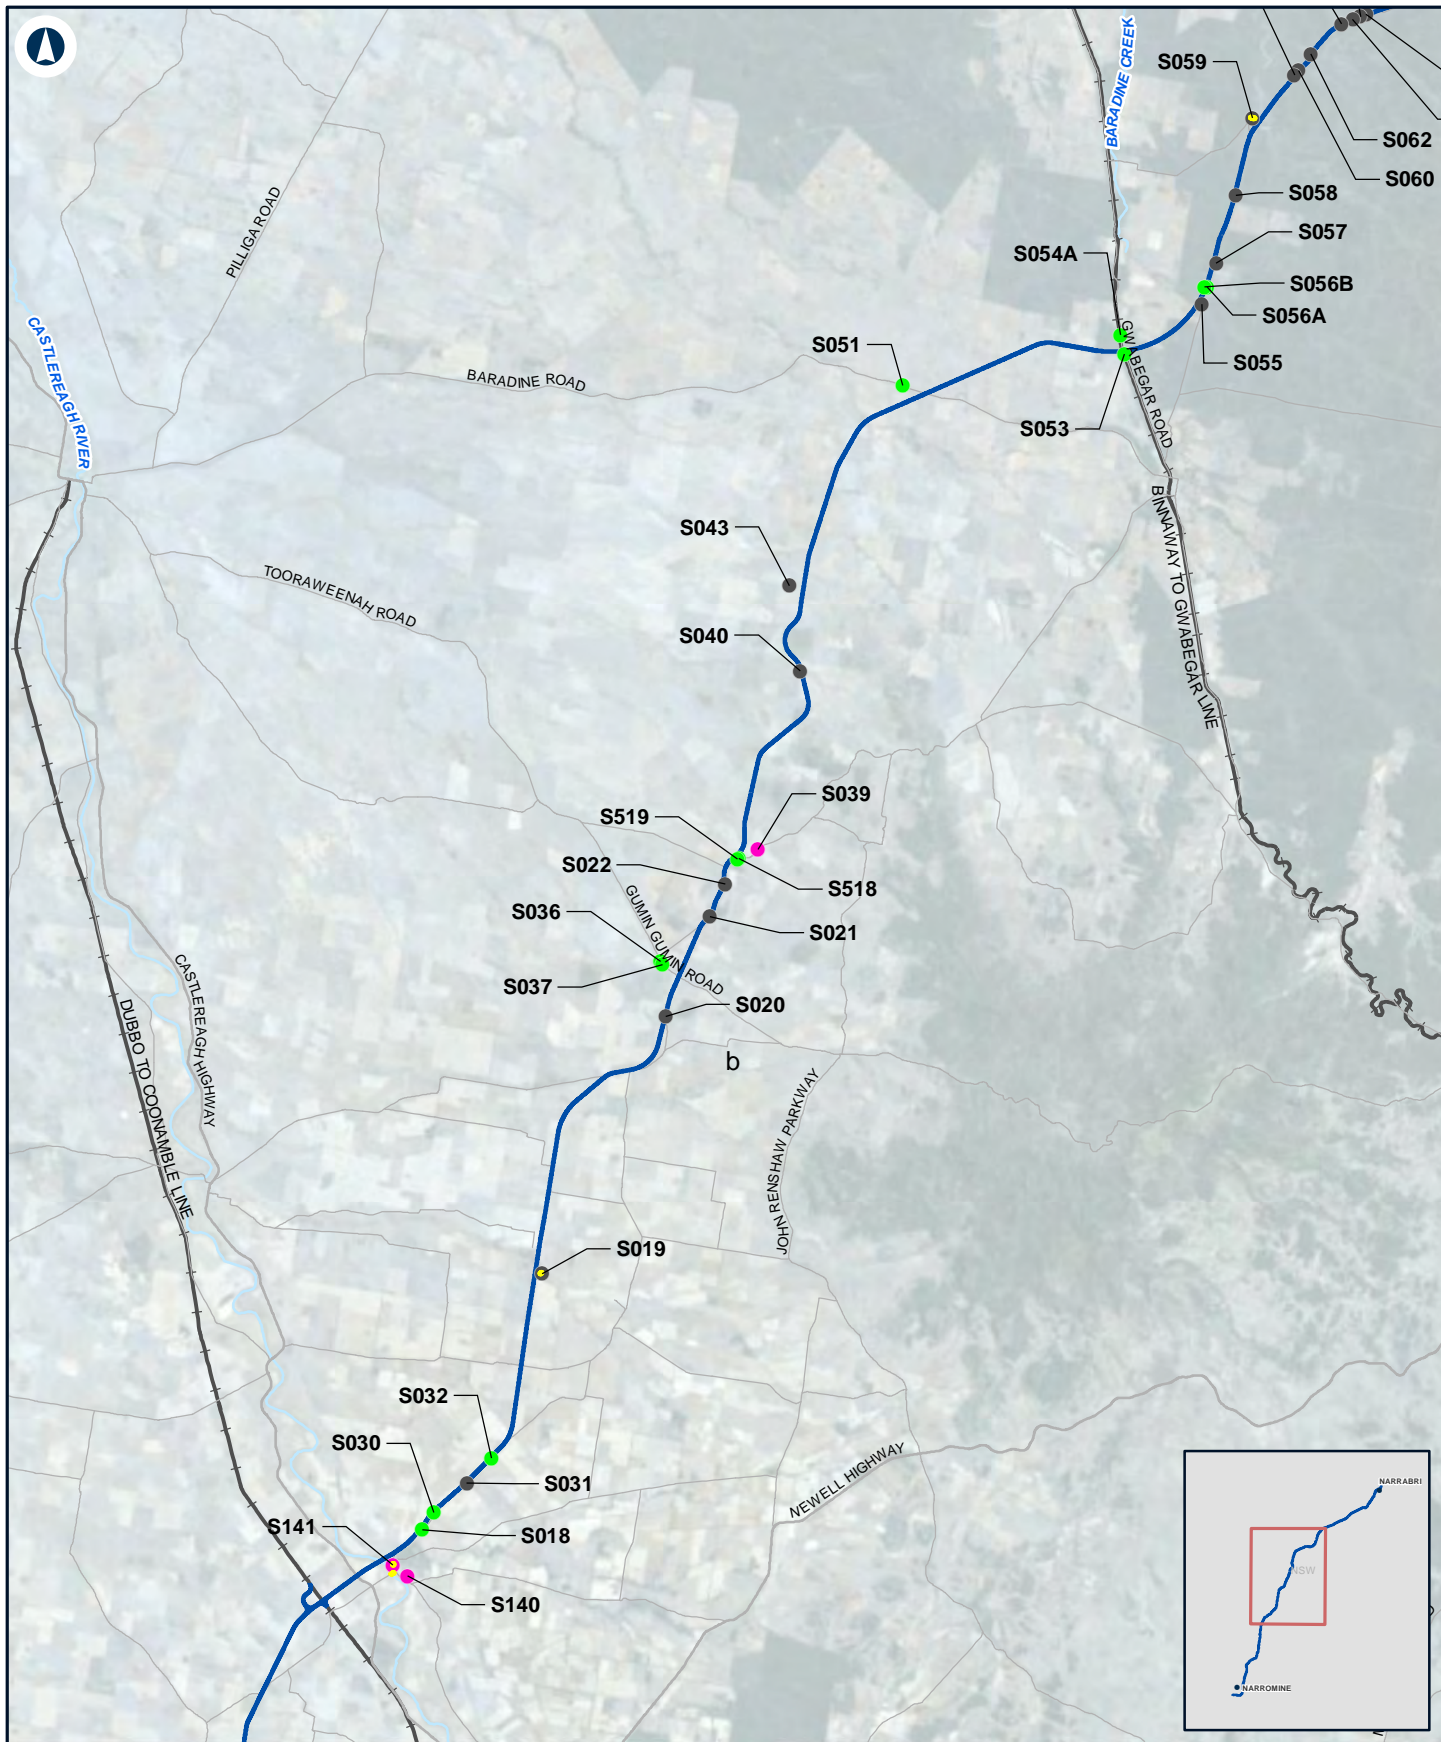 BARADINE CREEK
S059
S062
S060
PILLIGA ROAD
S058
S057
S054A
S056B
S056A
CASTLEREAGH RIVER
S051
GWABEGAR ROAD
S055
BARADINE ROAD
S053
S043
BINNAWAY TO GWABEGAR LINE
TOORAWEENAH ROAD
S040
S039
S519
S022
S518
GUMIN GUMIN ROAD
S036
S021
S037
CASTLEREAGH HIGHWAY
S020
DUBBO TO COONAMBLE LINE
b
JOHN RENSHAW PARKWAY
S019
S032
S030
NEWELL HIGHWAY
S031
S141
S018
S140
NARRABRI
NSW
NARROMINE